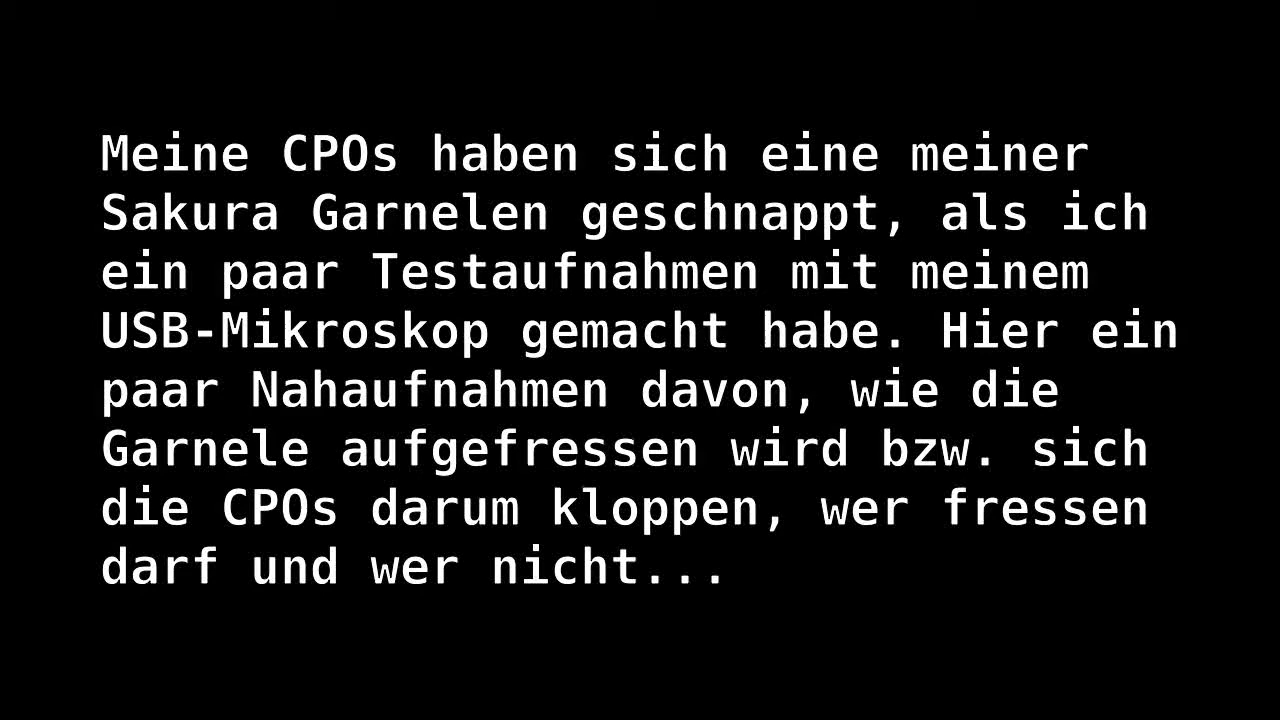 Meine CPOs haben sich eine meiner
Sakura Garnelen geschnappt, als ich
ein paar Testaufnahmen mit meinem
USB-Mikroskop gemacht habe. Hier ein
paar Nahaufnahmen davon, wie die
Garnele aufgefressen wird bzw. sich
die CPOs darum kloppen, wer fressen
darf und wer nicht...